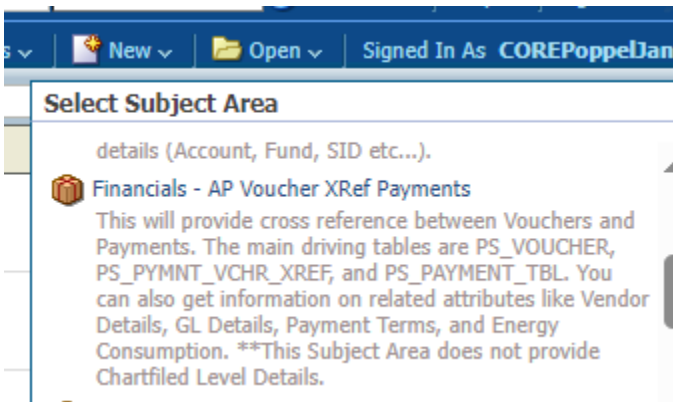 s New Open Signed In As COREPoppelJan
Select Subject Area
details (Account, Fund, SID etc...).
Financials - AP Voucher XRef Payments
This will provide cross reference between Vouchers and
Payments. The main driving tables are PS_VOUCHER,
PS_PYMNT_VCHR_XREF, and PS_PAYMENT_TBL. You
can also get information on related attributes like Vendor
Details, GL Details, Payment Terms, and Energy
Consumption. **This Subject Area does not provide
Chartfiled Level Details.